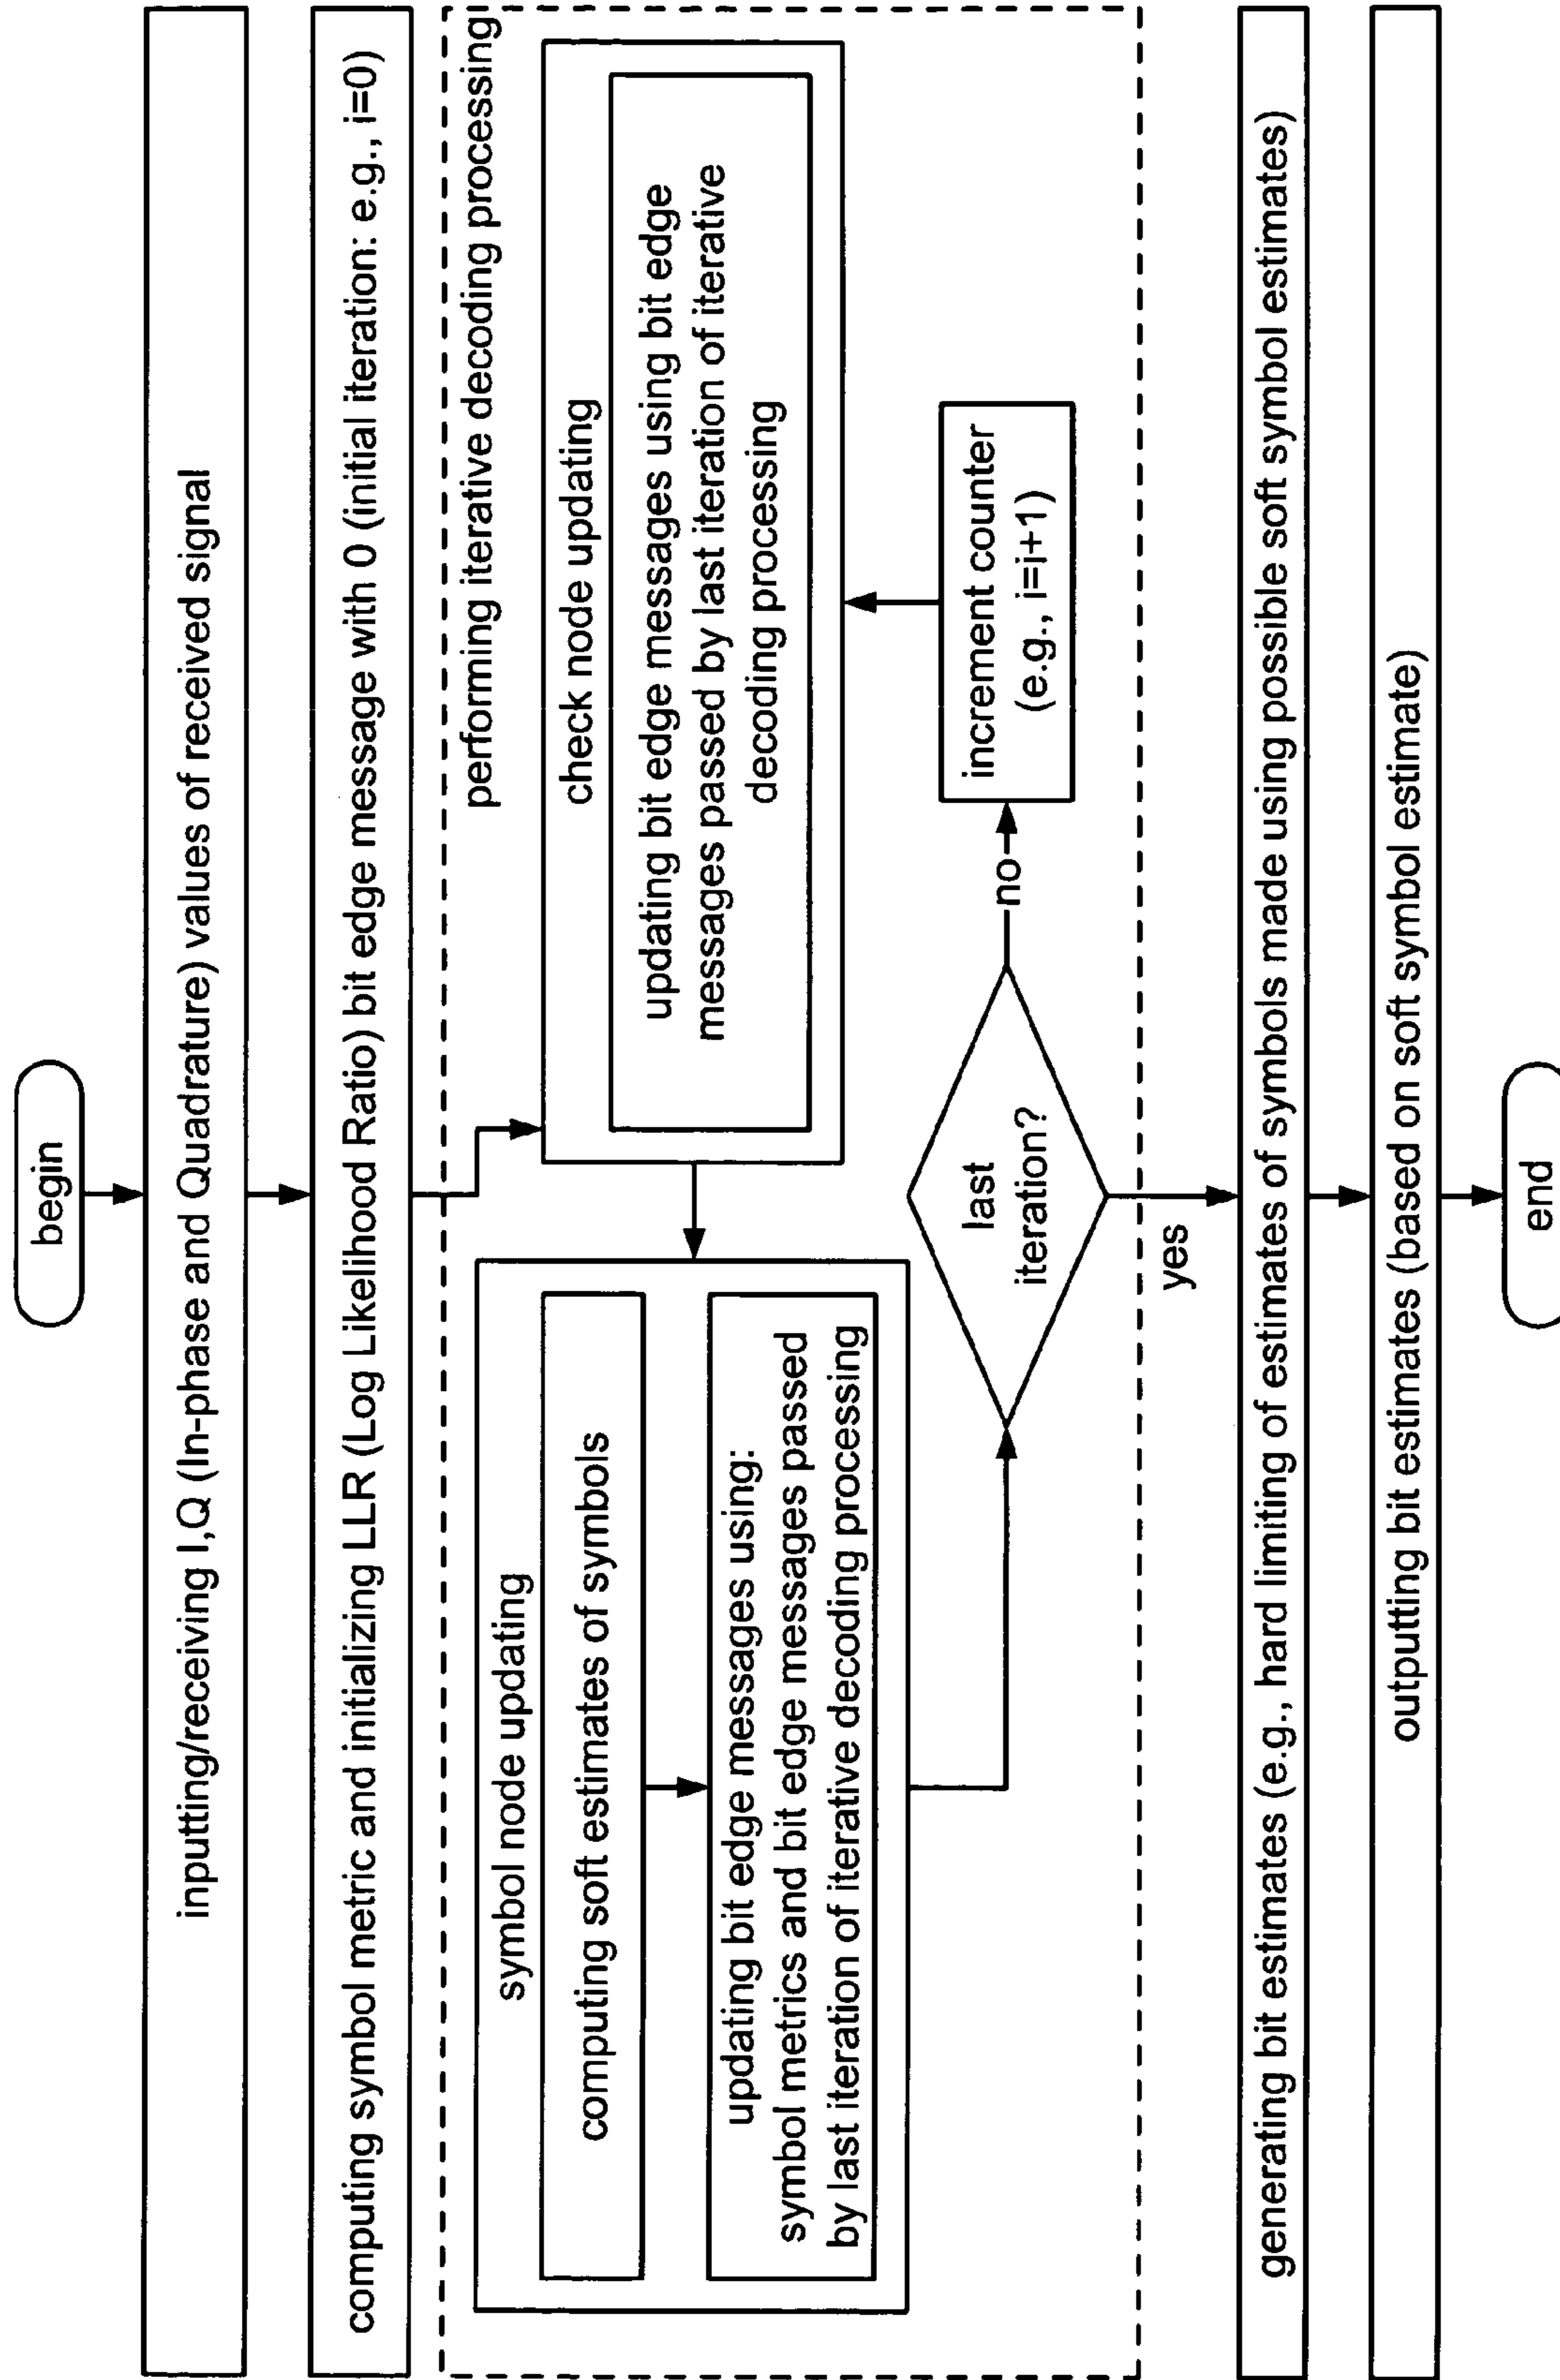 begin
inputting/receiving I,Q (In-phase and Quadrature) values of received signal
computing symbol metric and initializing LLR (Log Likelihood Ratio) bit edge message with 0 (initial iteration: e.g., i=0)
performing iterative decoding processing
check node updating
updating bit edge messages using bit edge
messages passed by last iteration of iterative
decoding processing
symbol node updating
computing soft estimates of symbols
updating bit edge messages using:
symbol metrics and bit edge messages passed
by last iteration of iterative decoding processing
last
iteration?
no
increment counter
(e.g., i=i+1)
yes
generating bit estimates (e.g., hard limiting of estimates of symbols made using possible soft symbol estimates)
outputting bit estimates (based on soft symbol estimate)
end